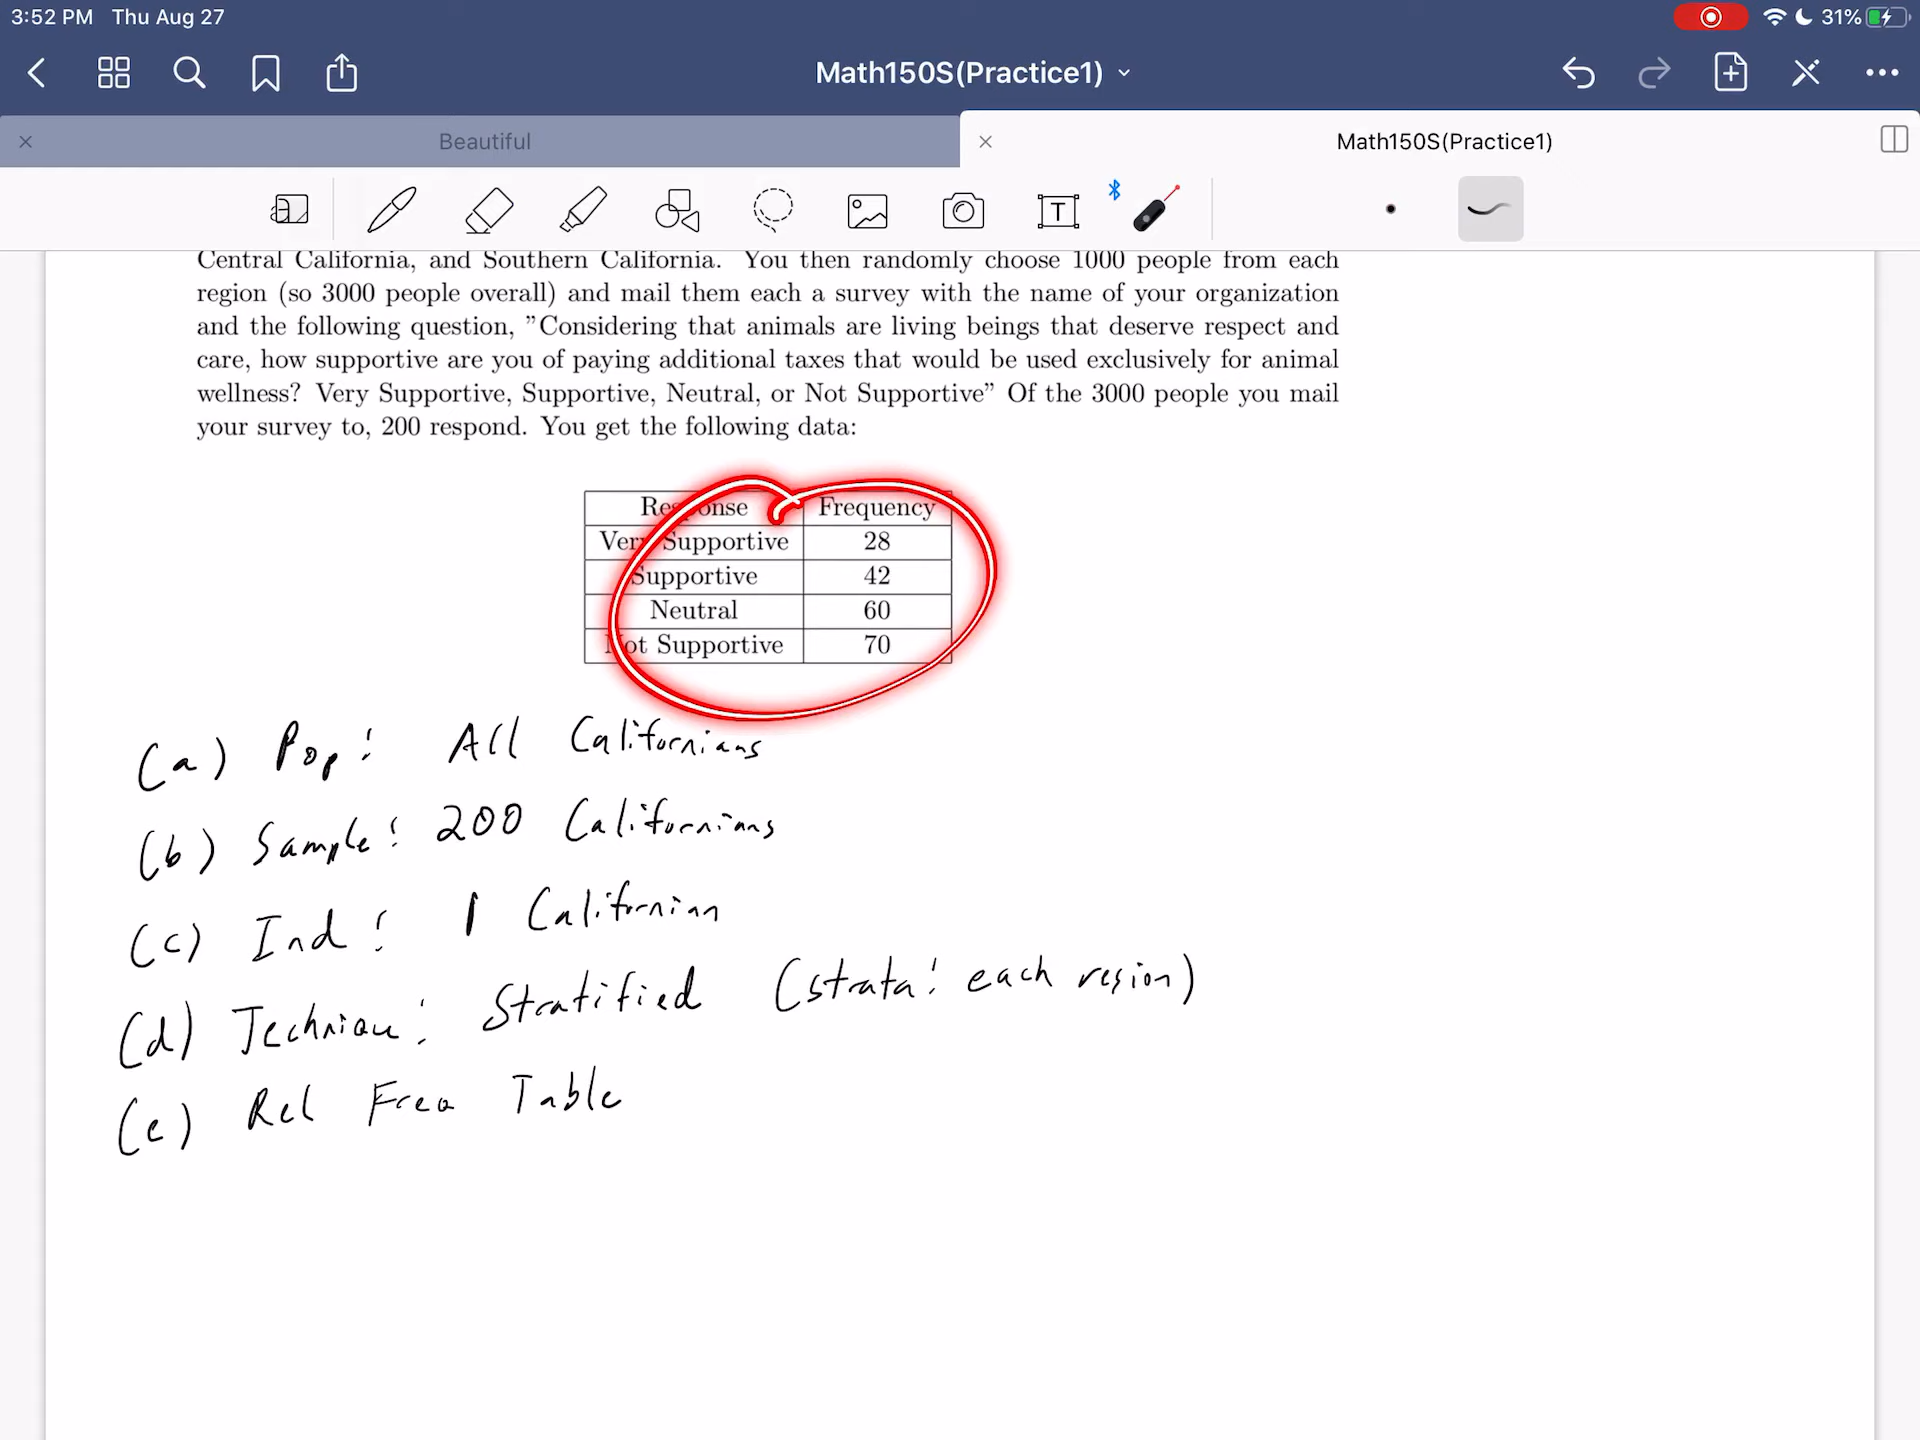 3:52 PM Thu Aug 27
31%
Math150S(Practice1)
Beautiful
Math150S(Practice1)
T
Central California, and Southern California. You then randomly choose 1000 people from each
region (so 3000 people overall) and mail them each a survey with the name of your organization
and the following question, ”Considering that animals are living beings that deserve respect and
care, how supportive are you of paying additional taxes that would be used exclusively for animal
wellness? Very Supportive, Supportive, Neutral, or Not Supportive” Of the 3000 people you mail
your survey to, 200 respond. You get the following data:
Response Frequency
Very Supportive 28
Supportive 42
Neutral 60
Not Supportive 70
(a) Pop: All Californians
(b) Sample: 200 Californians
(c) Ind: 1 Californian
(d) Technique: Stratified (strata: each region)
(e) Rel Freq Table